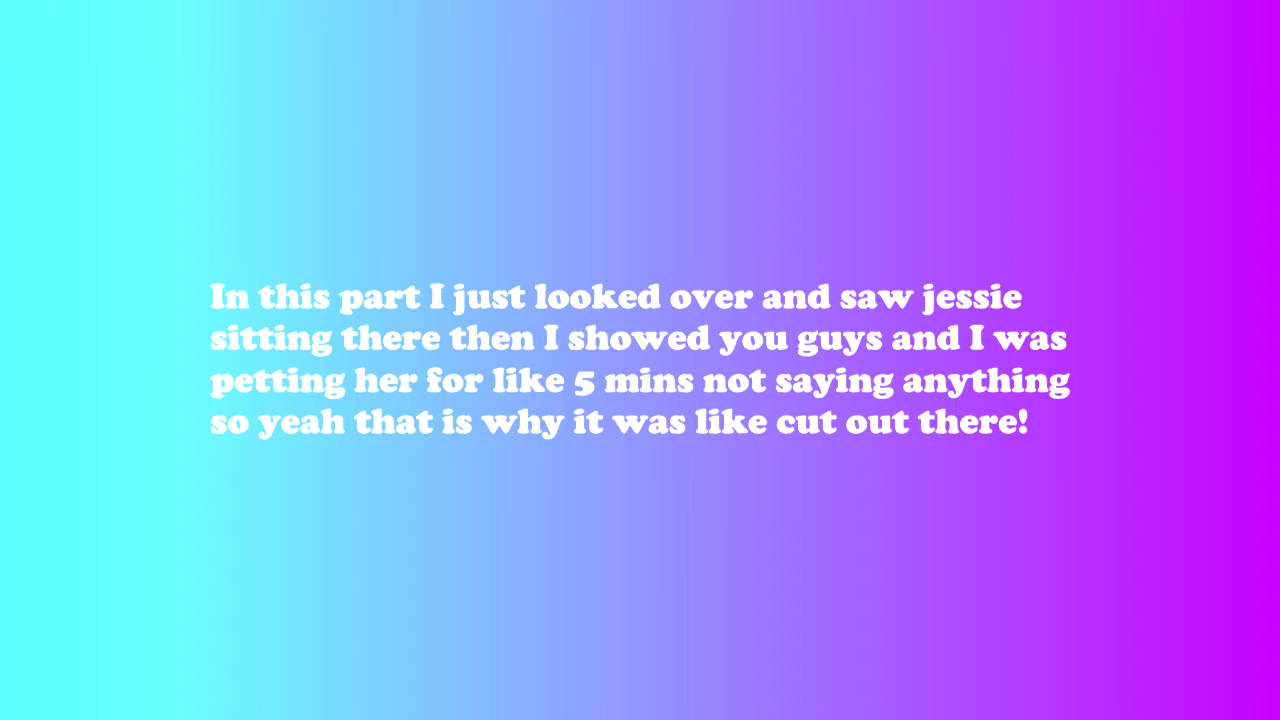 In this part I just looked over and saw jessie
sitting there then I showed you guys and I was
petting her for like 5 mins not saying anything
so yeah that is why it was like cut out there!